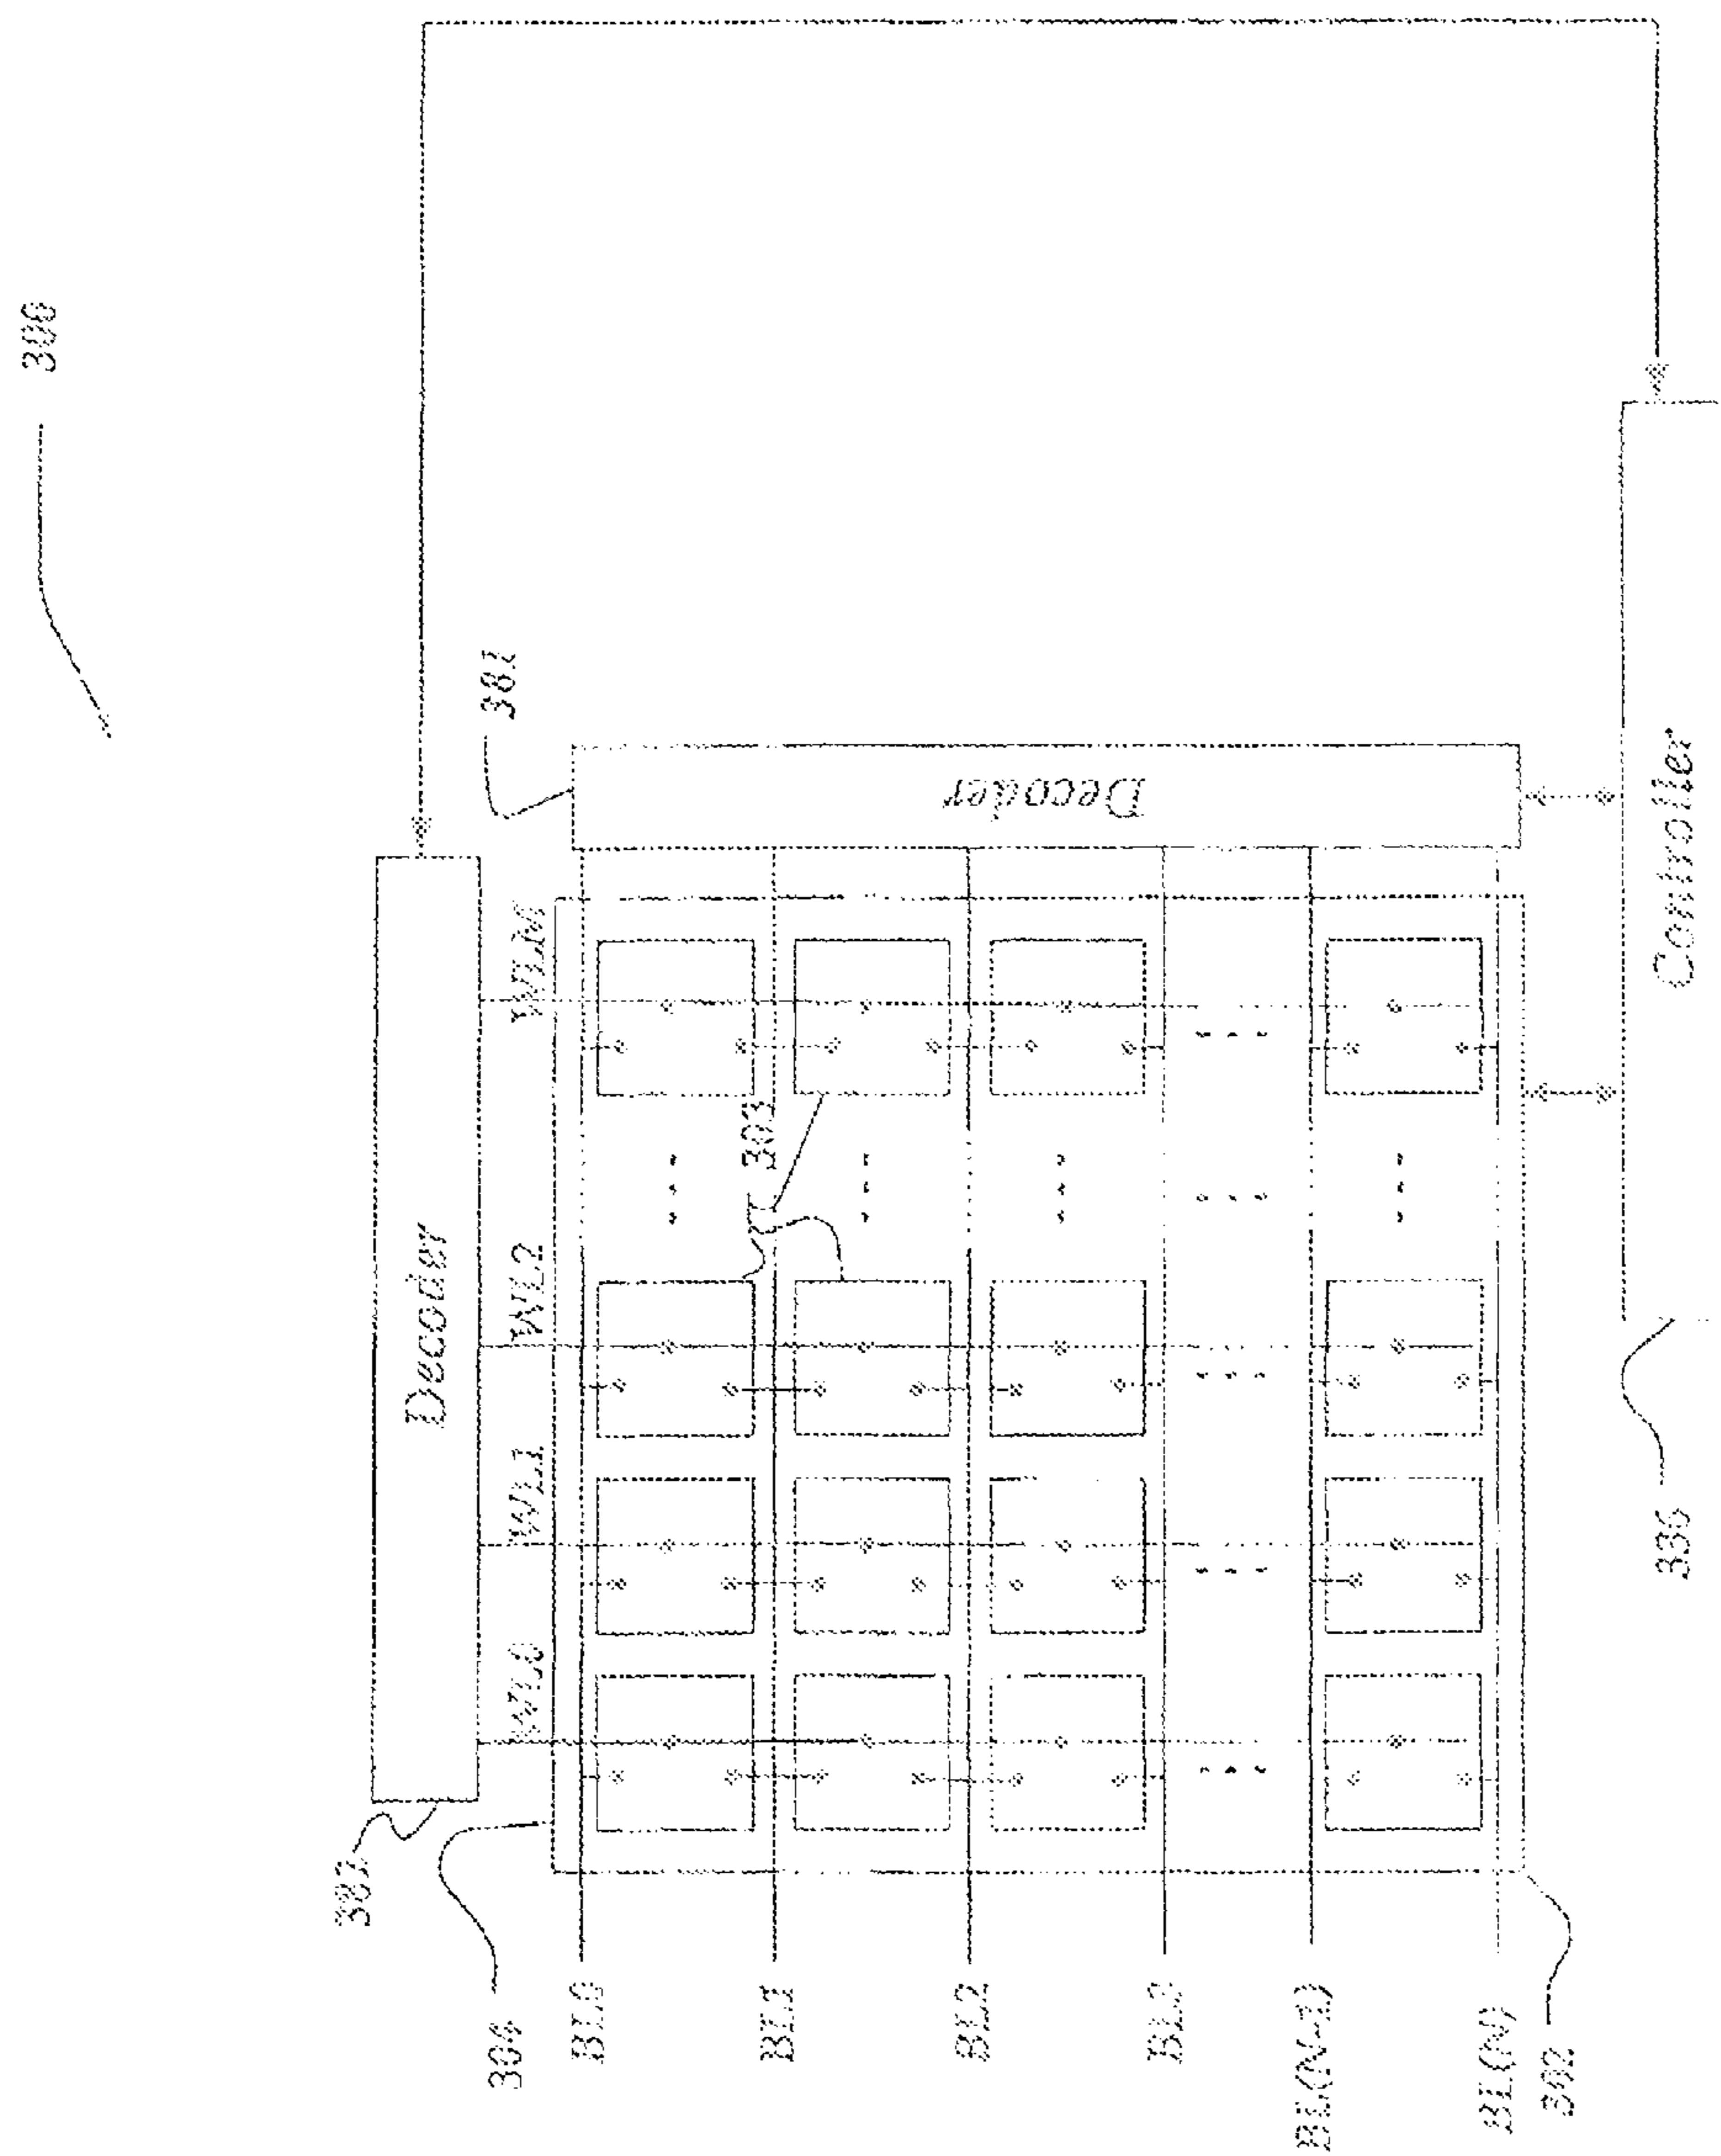 300
Decoder
304
WL0
WL1
WL2
WLM
381
BL0
303
BL1
BL2
Decoder
BL3
BL(N-1)
BL(N)
302
336
Controller